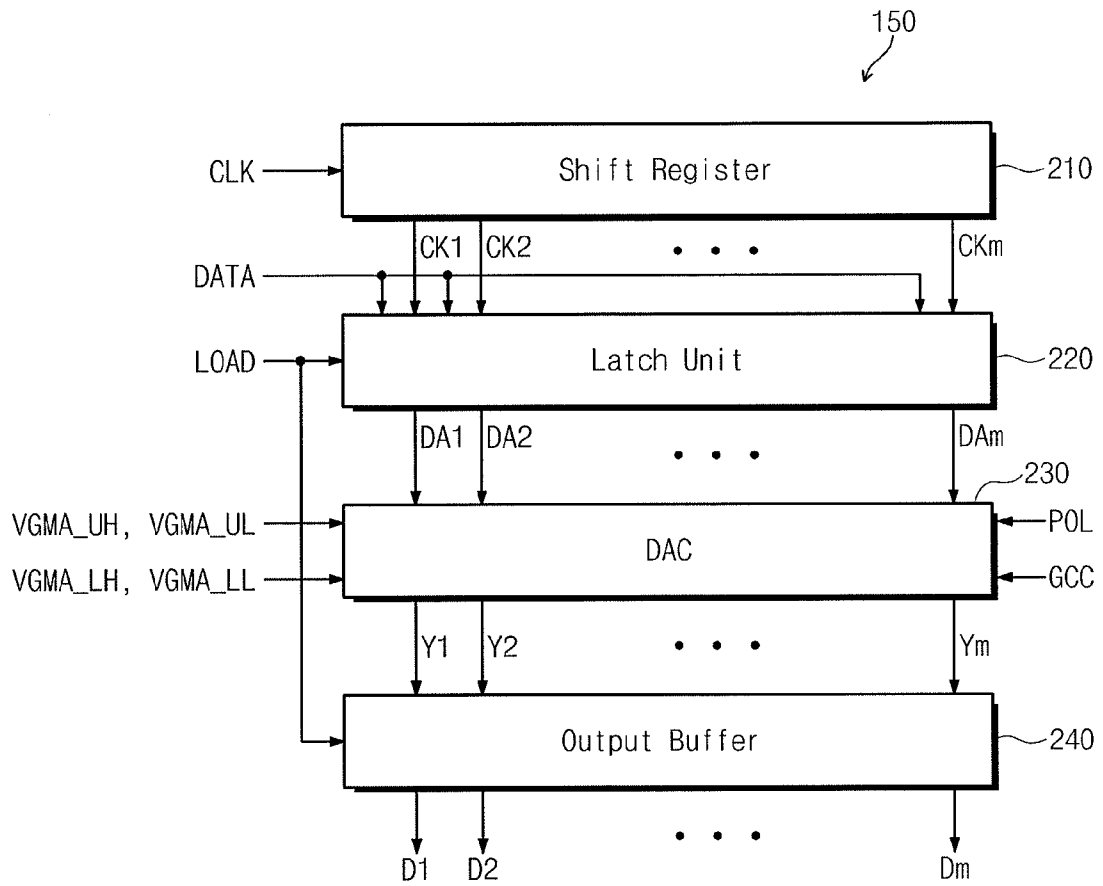 150
CLK
Shift Register
210
CK1 CK2 CKm
DATA
LOAD
Latch Unit
220
DA1 DA2 DAm
230
VGMA_UH, VGMA_UL
DAC
POL
VGMA_LH, VGMA_LL
GCC
Y1 Y2 Ym
Output Buffer
240
D1 D2 Dm